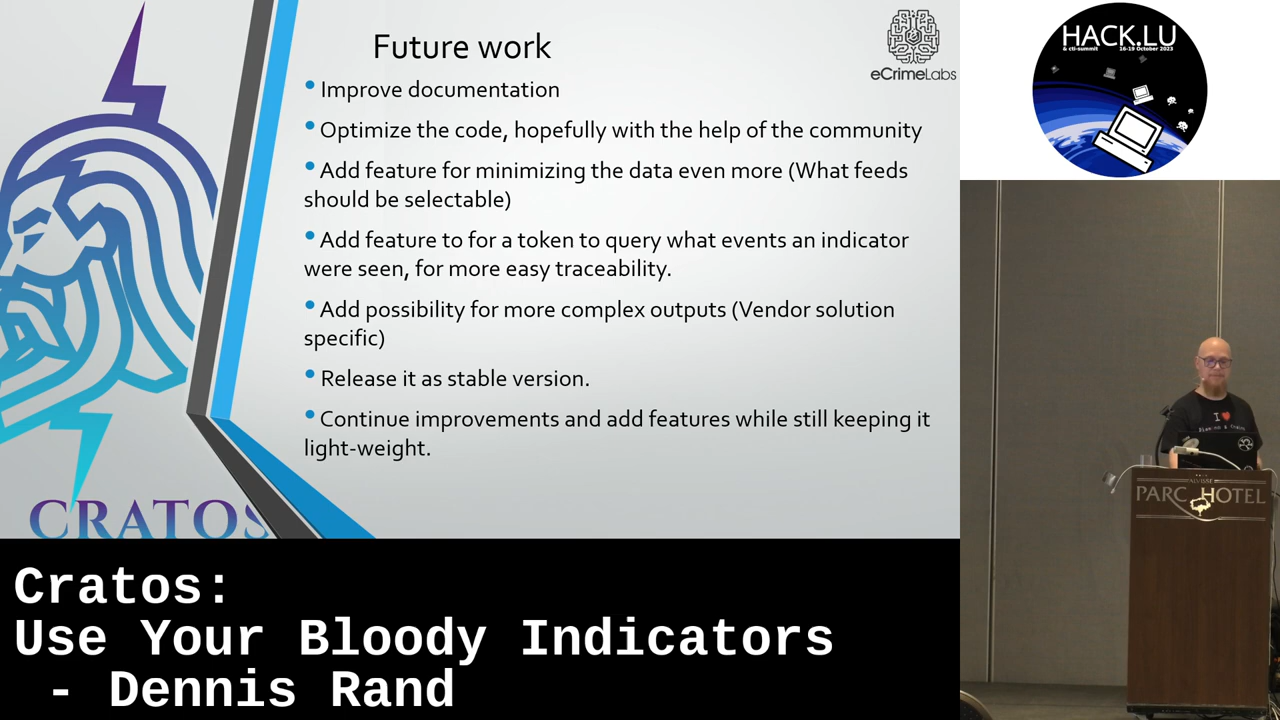 Future work
eCrimeLabs
• Improve documentation
• Optimize the code, hopefully with the help of the community
• Add feature for minimizing the data even more (What feeds
should be selectable)
• Add feature to for a token to query what events an indicator
were seen, for more easy traceability.
• Add possibility for more complex outputs (Vendor solution
specific)
• Release it as stable version.
• Continue improvements and add features while still keeping it
light-weight.
CRATOS
HACK.LU
& cti-summit 16-19 October 2023
I ❤
PARC HOTEL
Cratos:
Use Your Bloody Indicators
- Dennis Rand